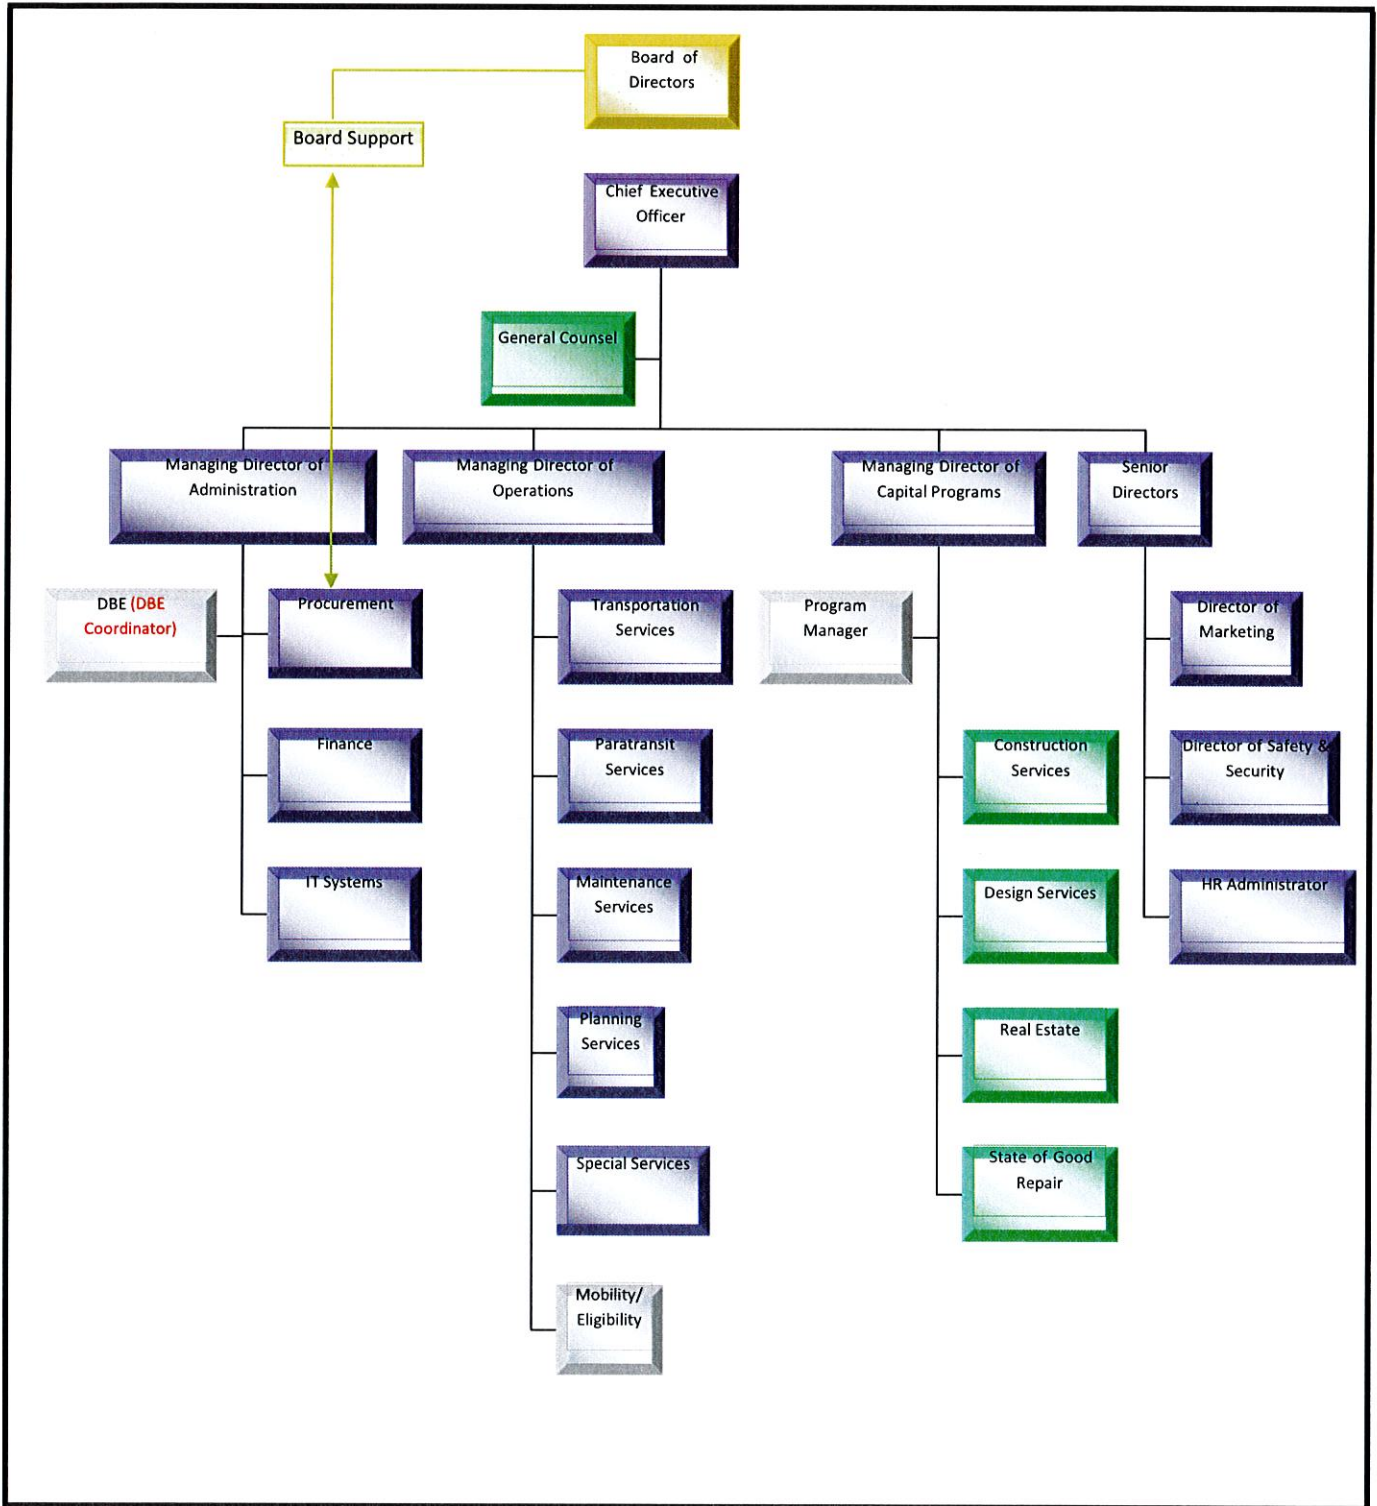 Board of
Directors
Board Support
Chief Executive
Officer
General Counsel
Managing Director of
Administration
Managing Director of
Operations
Managing Director of
Capital Programs
Senior
Directors
DBE (DBE
Coordinator)
Procurement
Transportation
Services
Program
Manager
Director of
Marketing
Finance
Paratransit
Services
Construction
Services
Director of Safety &
Security
IT Systems
Maintenance
Services
Design Services
HR Administrator
Planning
Services
Real Estate
Special Services
State of Good
Repair
Mobility/
Eligibility